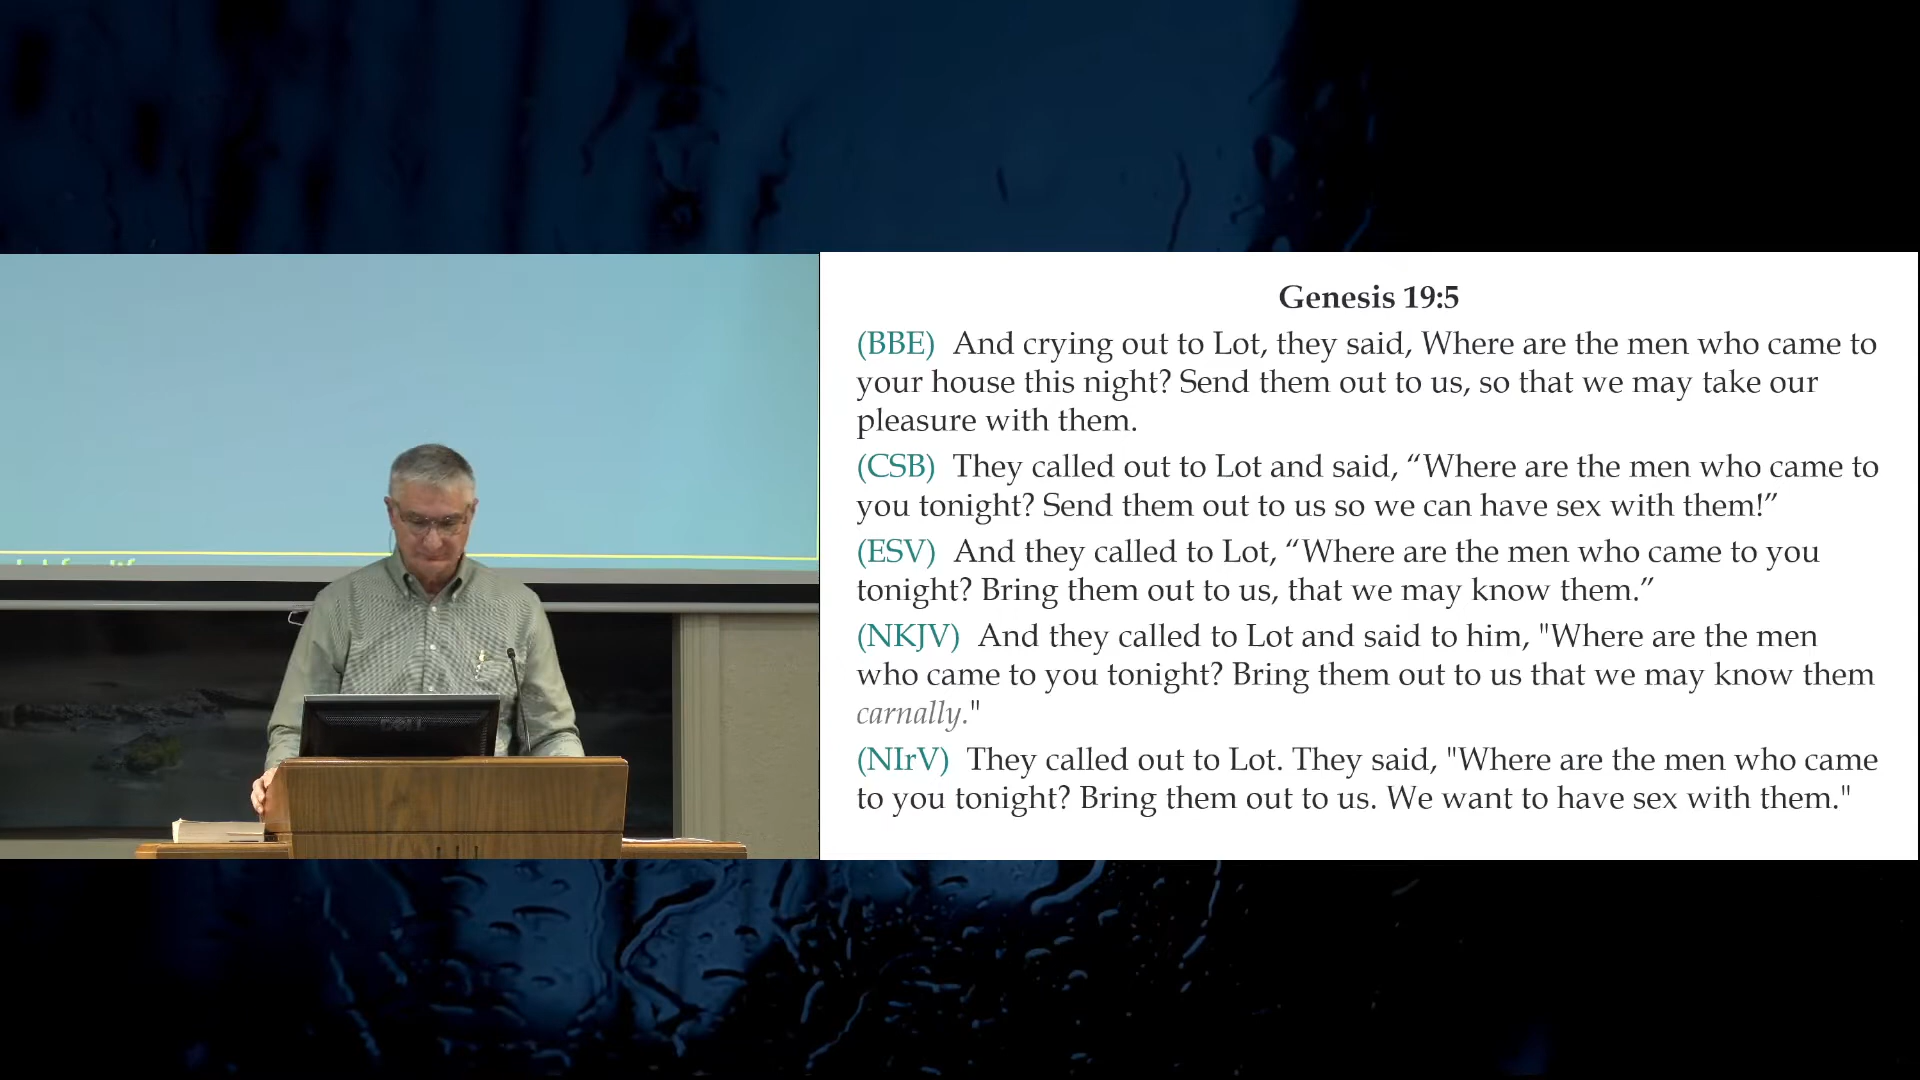 Genesis 19:5
(BBE) And crying out to Lot, they said, Where are the men who came to
your house this night? Send them out to us, so that we may take our
pleasure with them.
(CSB) They called out to Lot and said, “Where are the men who came to
you tonight? Send them out to us so we can have sex with them!”
(ESV) And they called to Lot, “Where are the men who came to you
tonight? Bring them out to us, that we may know them.”
(NKJV) And they called to Lot and said to him, "Where are the men
who came to you tonight? Bring them out to us that we may know them
carnally."
(NIrV) They called out to Lot. They said, "Where are the men who came
to you tonight? Bring them out to us. We want to have sex with them."
DELL